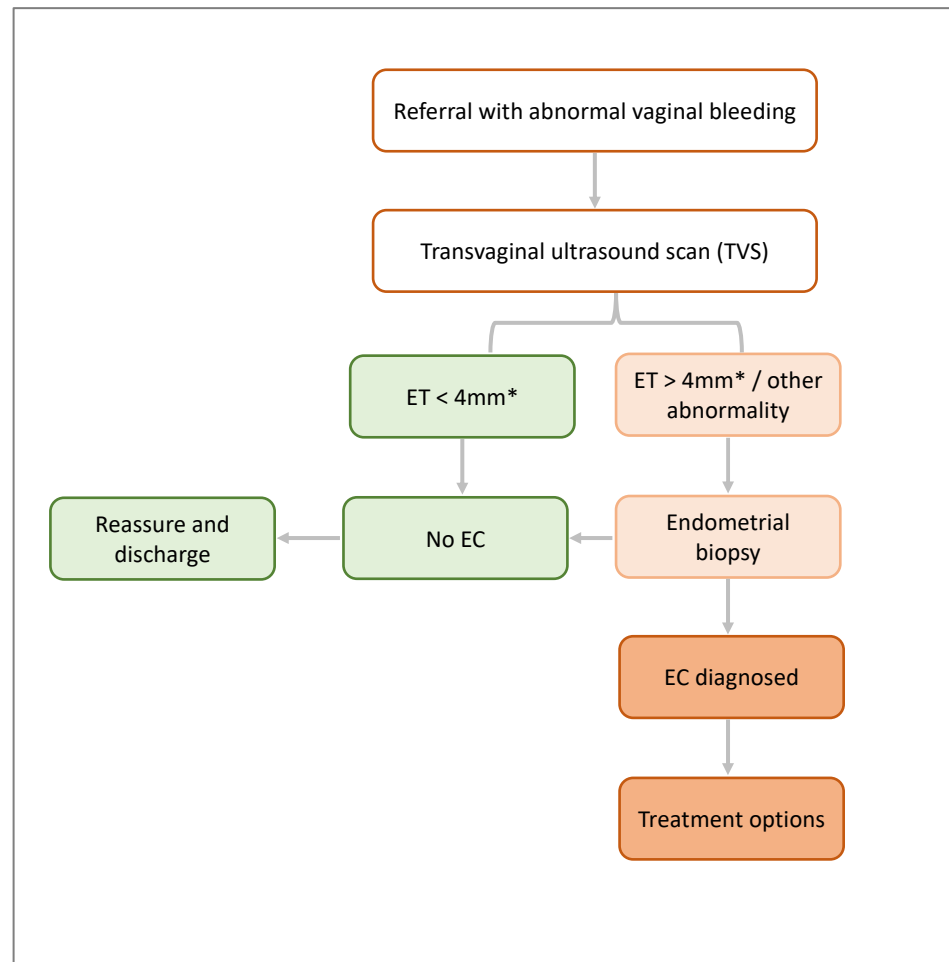 Referral with abnormal vaginal bleeding
Transvaginal ultrasound scan (TVS)
ET < 4mm*
ET > 4mm* / other
abnormality
Reassure and
discharge
No EC
Endometrial
biopsy
EC diagnosed
Treatment options